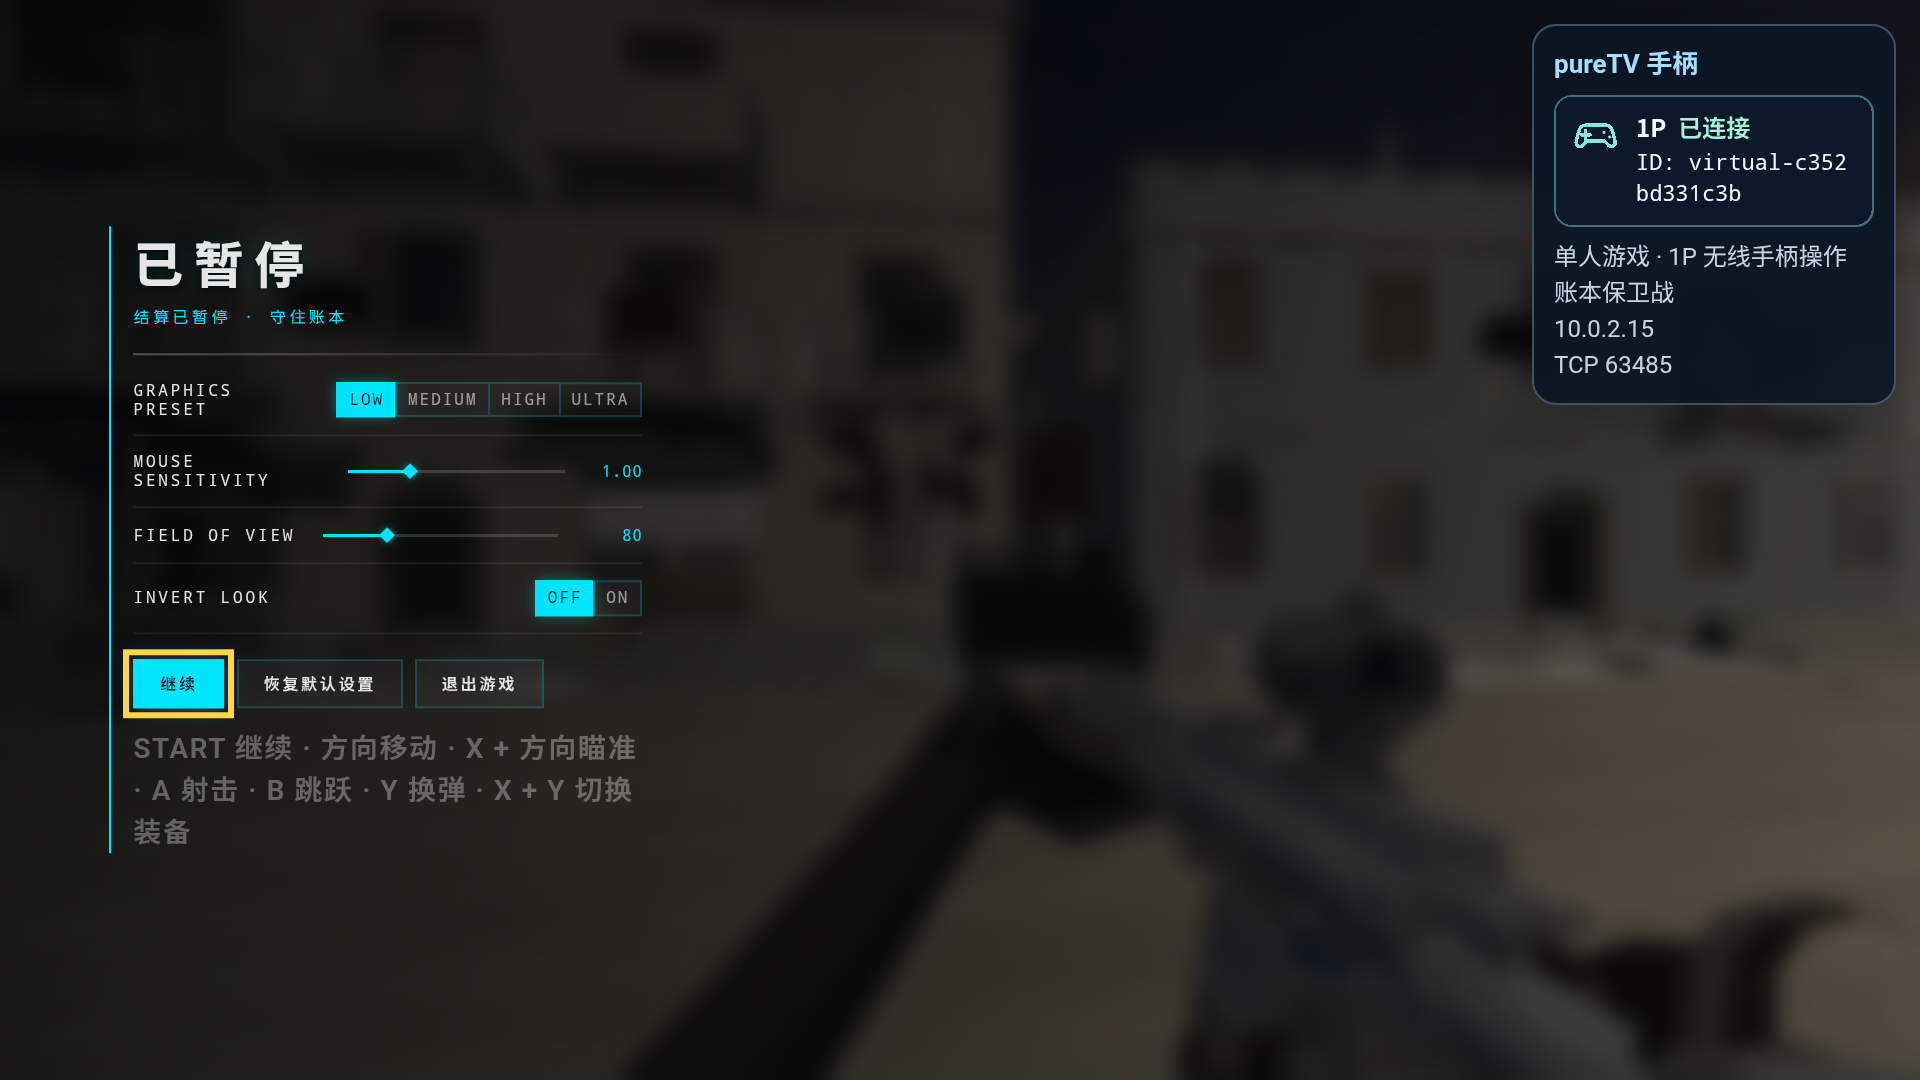 已暂停
结算已暂停 · 守住账本
GRAPHICS
PRESET
LOW MEDIUM HIGH ULTRA
MOUSE
SENSITIVITY
1.00
FIELD OF VIEW
80
INVERT LOOK
OFF ON
继续 恢复默认设置 退出游戏
START 继续 · 方向移动 · X + 方向瞄准
· A 射击 · B 跳跃 · Y 换弹 · X + Y 切换
装备
pureTV 手柄
1P 已连接
ID: virtual-c352
bd331c3b
单人游戏 · 1P 无线手柄操作
账本保卫战
10.0.2.15
TCP 63485